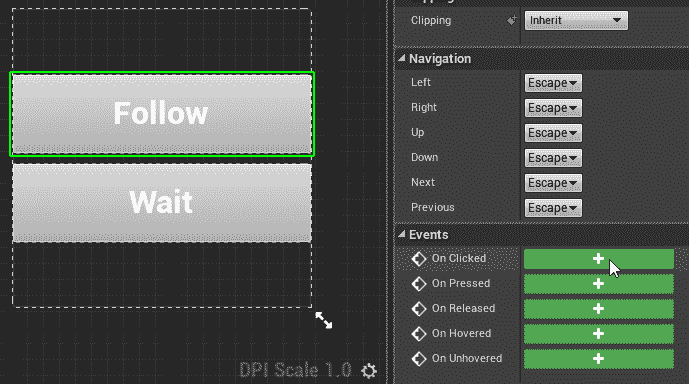 Follow
Wait
DPI Scale 1.0
Clipping Inherit
Navigation
Left Escape
Right Escape
Up Escape
Down Escape
Next Escape
Previous Escape
Events
On Clicked +
On Pressed +
On Released +
On Hovered +
On Unhovered +